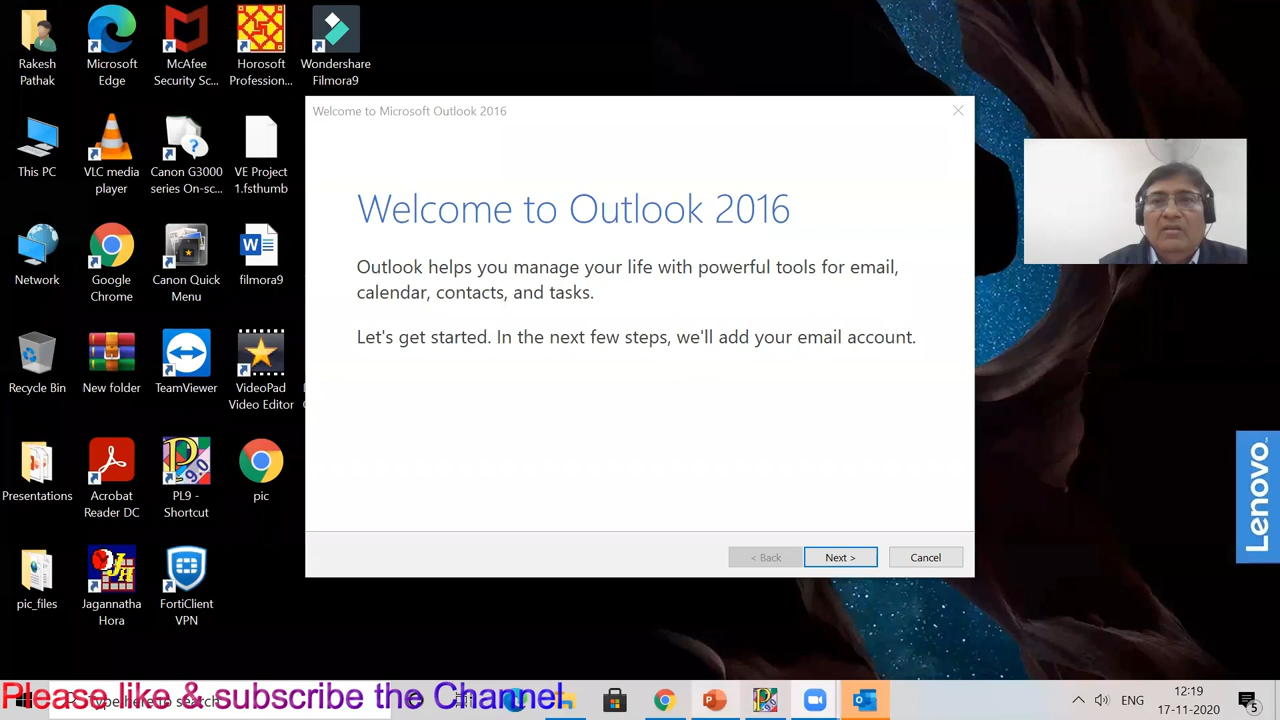 Rakesh
Pathak
Microsoft
Edge
McAfee
Security Sc...
Horosoft
Profession...
Wondershare
Filmora9
This PC
VLC media
player
Canon G3000
series On-sc...
VE Project
1.fsthumb
Network
Google
Chrome
Canon Quick
Menu
filmora9
Recycle Bin
New folder
TeamViewer
VideoPad
Video Editor
Presentations
Acrobat
Reader DC
PL9 -
Shortcut
pic
pic_files
Jagannatha
Hora
FortiClient
VPN
Welcome to Microsoft Outlook 2016
Welcome to Outlook 2016
Outlook helps you manage your life with powerful tools for email,
calendar, contacts, and tasks.
Let's get started. In the next few steps, we'll add your email account.
< Back
Next >
Cancel
Lenovo
Please like & subscribe the Channel
Type here to search
ENG
12:19
17-11-2020
5